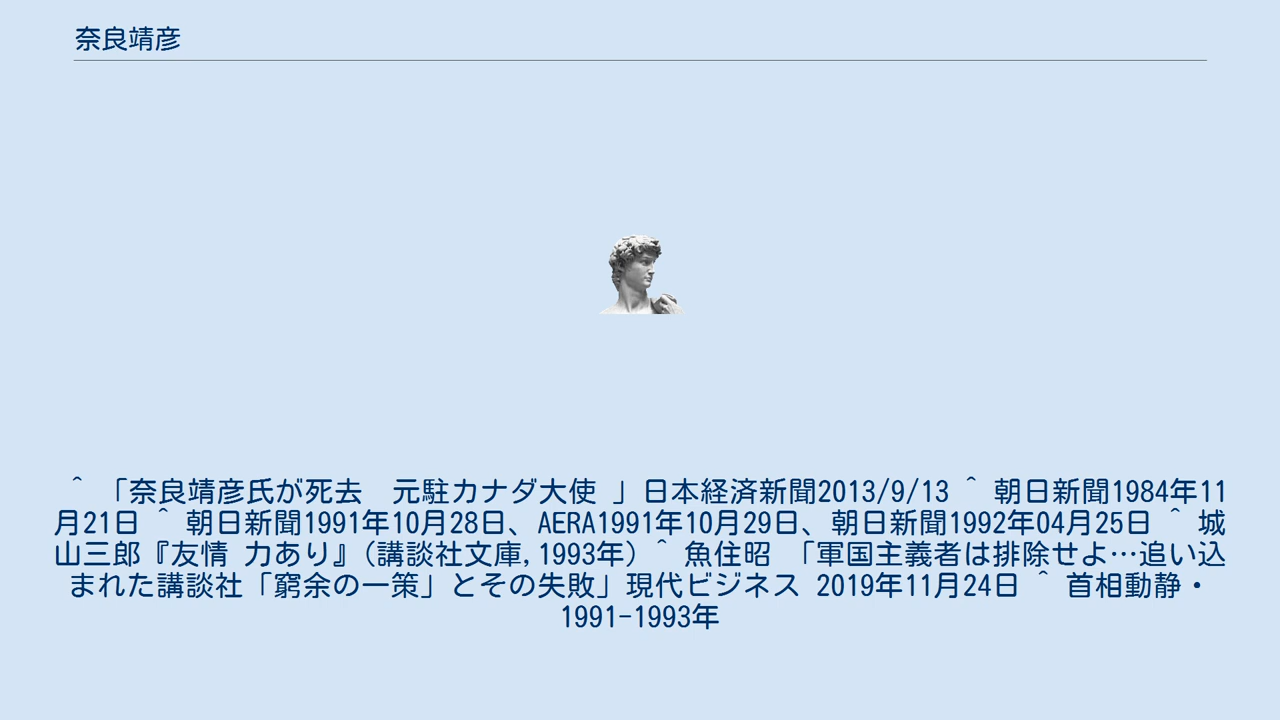 奈良靖彦
^ 「奈良靖彦氏が死去　元駐カナダ大使 」日本経済新聞2013/9/13 ^ 朝日新聞1984年11
月21日 ^ 朝日新聞1991年10月28日、AERA1991年10月29日、朝日新聞1992年04月25日 ^ 城
山三郎『友情 力あり』（講談社文庫,1993年） ^ 魚住昭 「軍国主義者は排除せよ…追い込
まれた講談社「窮余の一策」とその失敗」現代ビジネス 2019年11月24日 ^ 首相動静・
1991-1993年